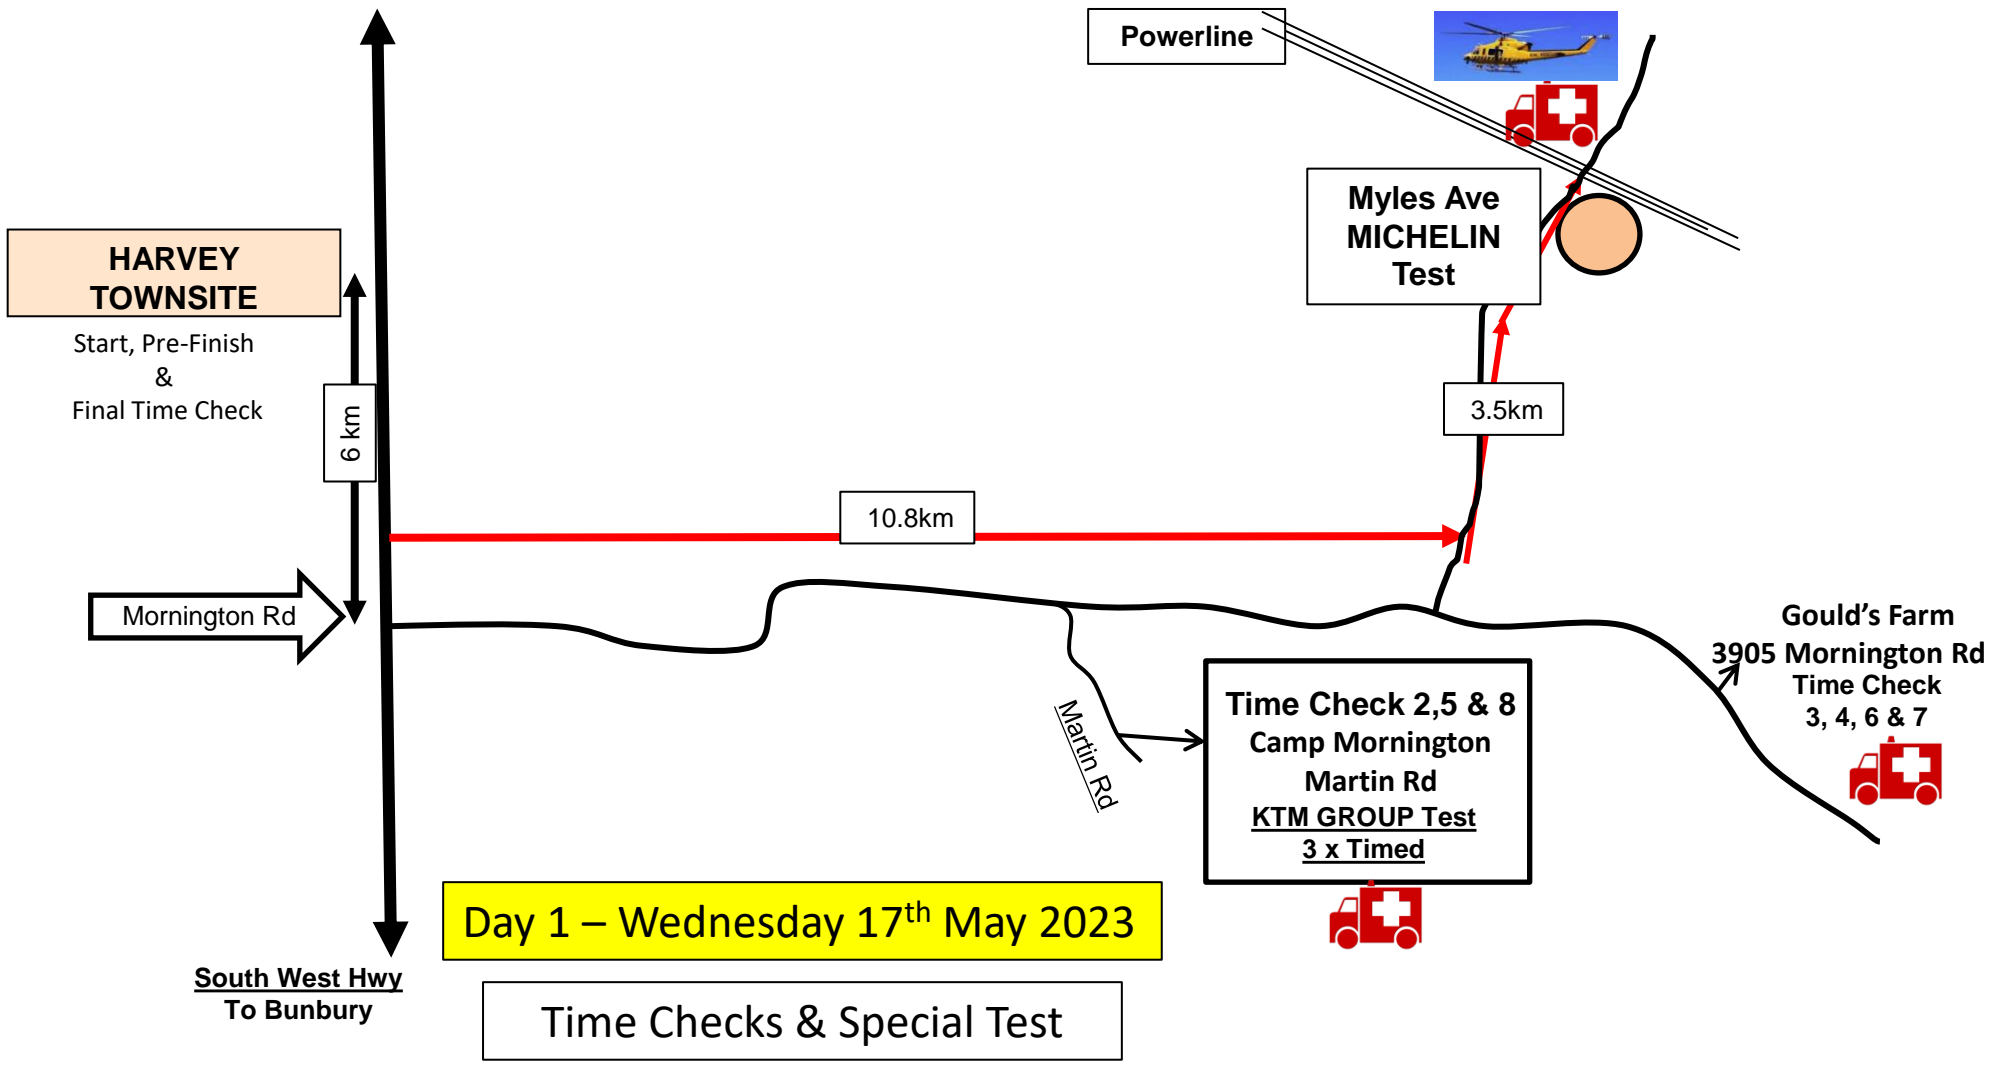 Powerline
Myles Ave
MICHELIN
Test
HARVEY
TOWNSITE
Start, Pre-Finish
&
Final Time Check
6 km
3.5km
10.8km
Mornington Rd
Gould’s Farm
3905 Mornington Rd
Time Check
3, 4, 6 & 7
Martin Rd
Time Check 2,5 & 8
Camp Mornington
Martin Rd
KTM GROUP Test
3 x Timed
Day 1 – Wednesday 17th May 2023
South West Hwy
To Bunbury
Time Checks & Special Test